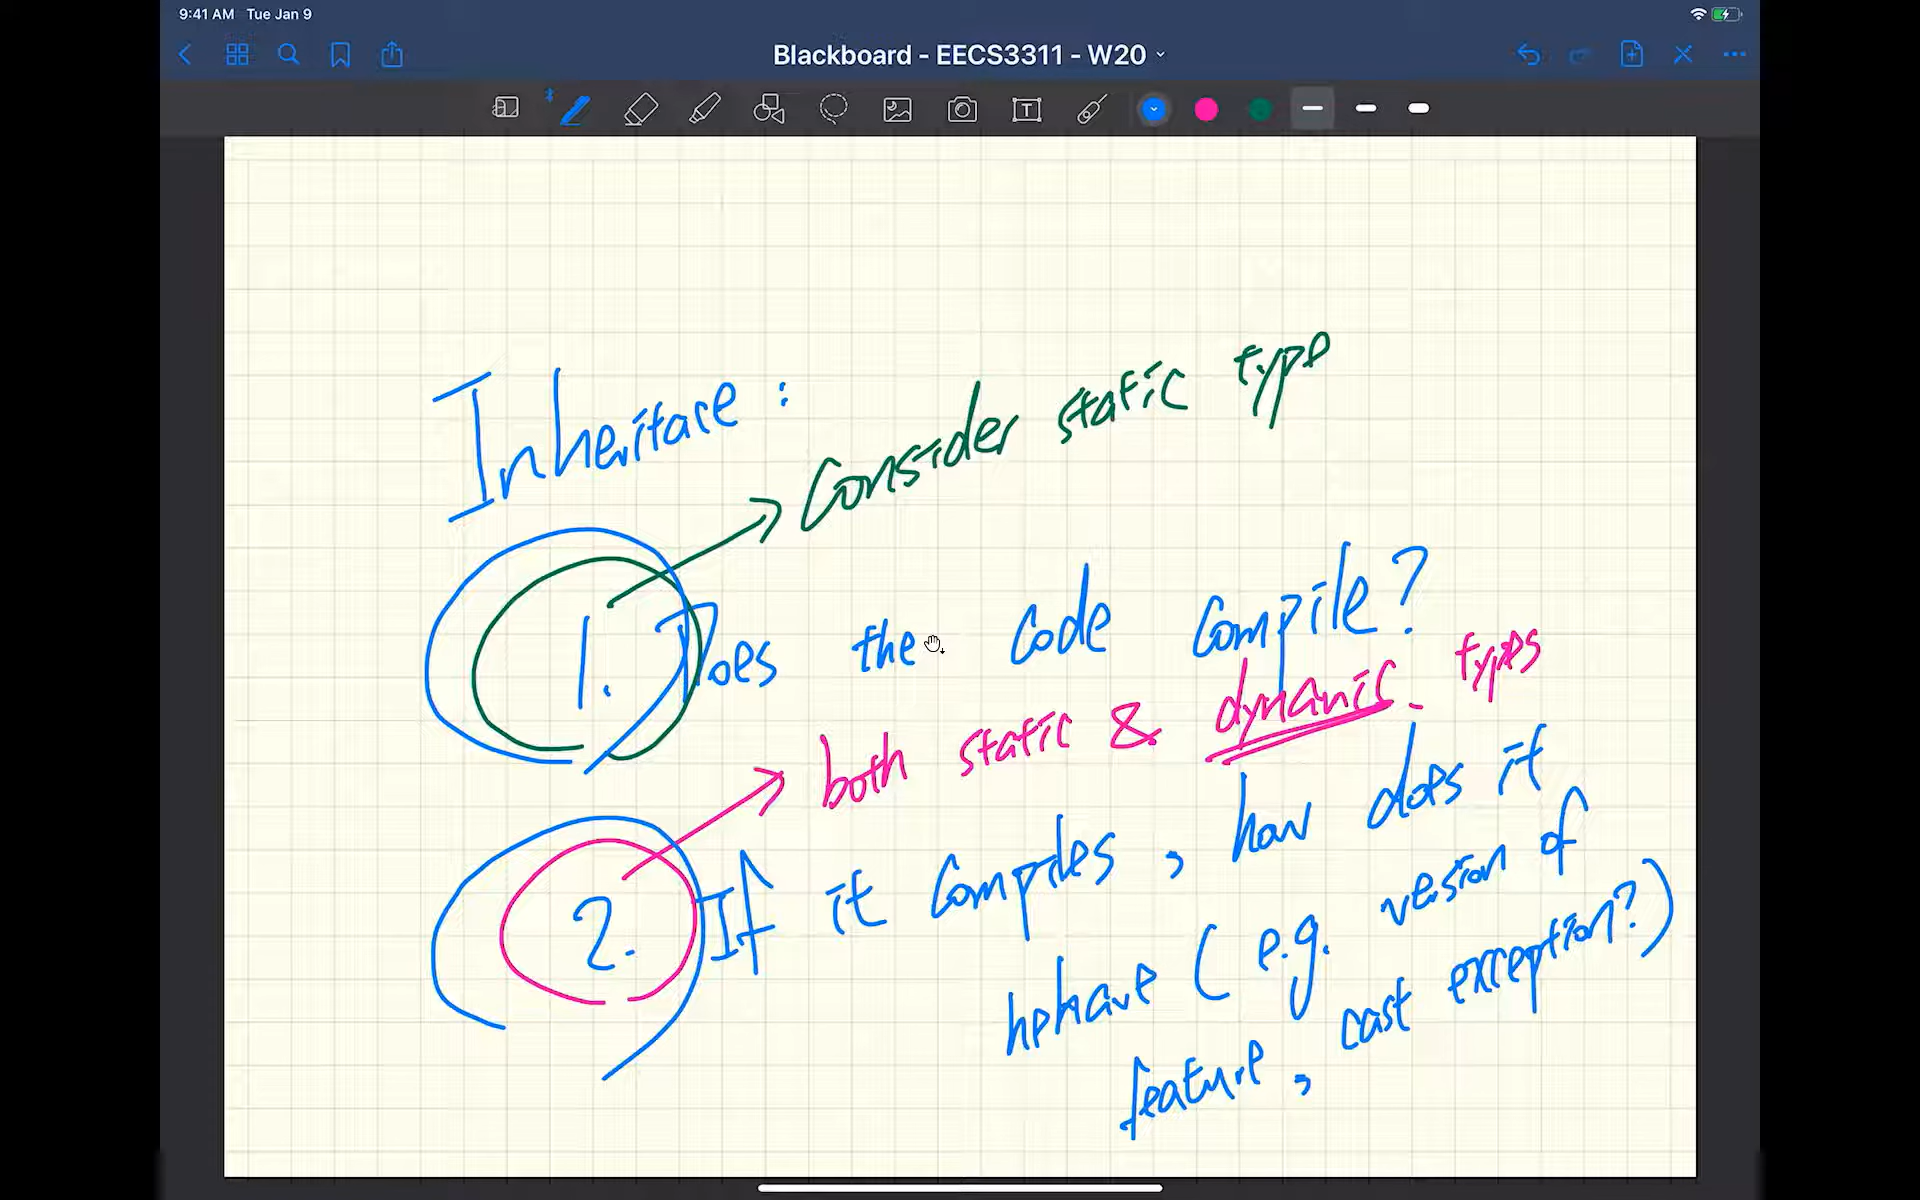 9:41 AM Tue Jan 9
Blackboard - EECS3311 - W20
Inheritace :
Consider static type
1. Does the code compile?
both static & dynamic types
2. If it compiles, how does it
behave (e.g. version of
feature, cast exception?)